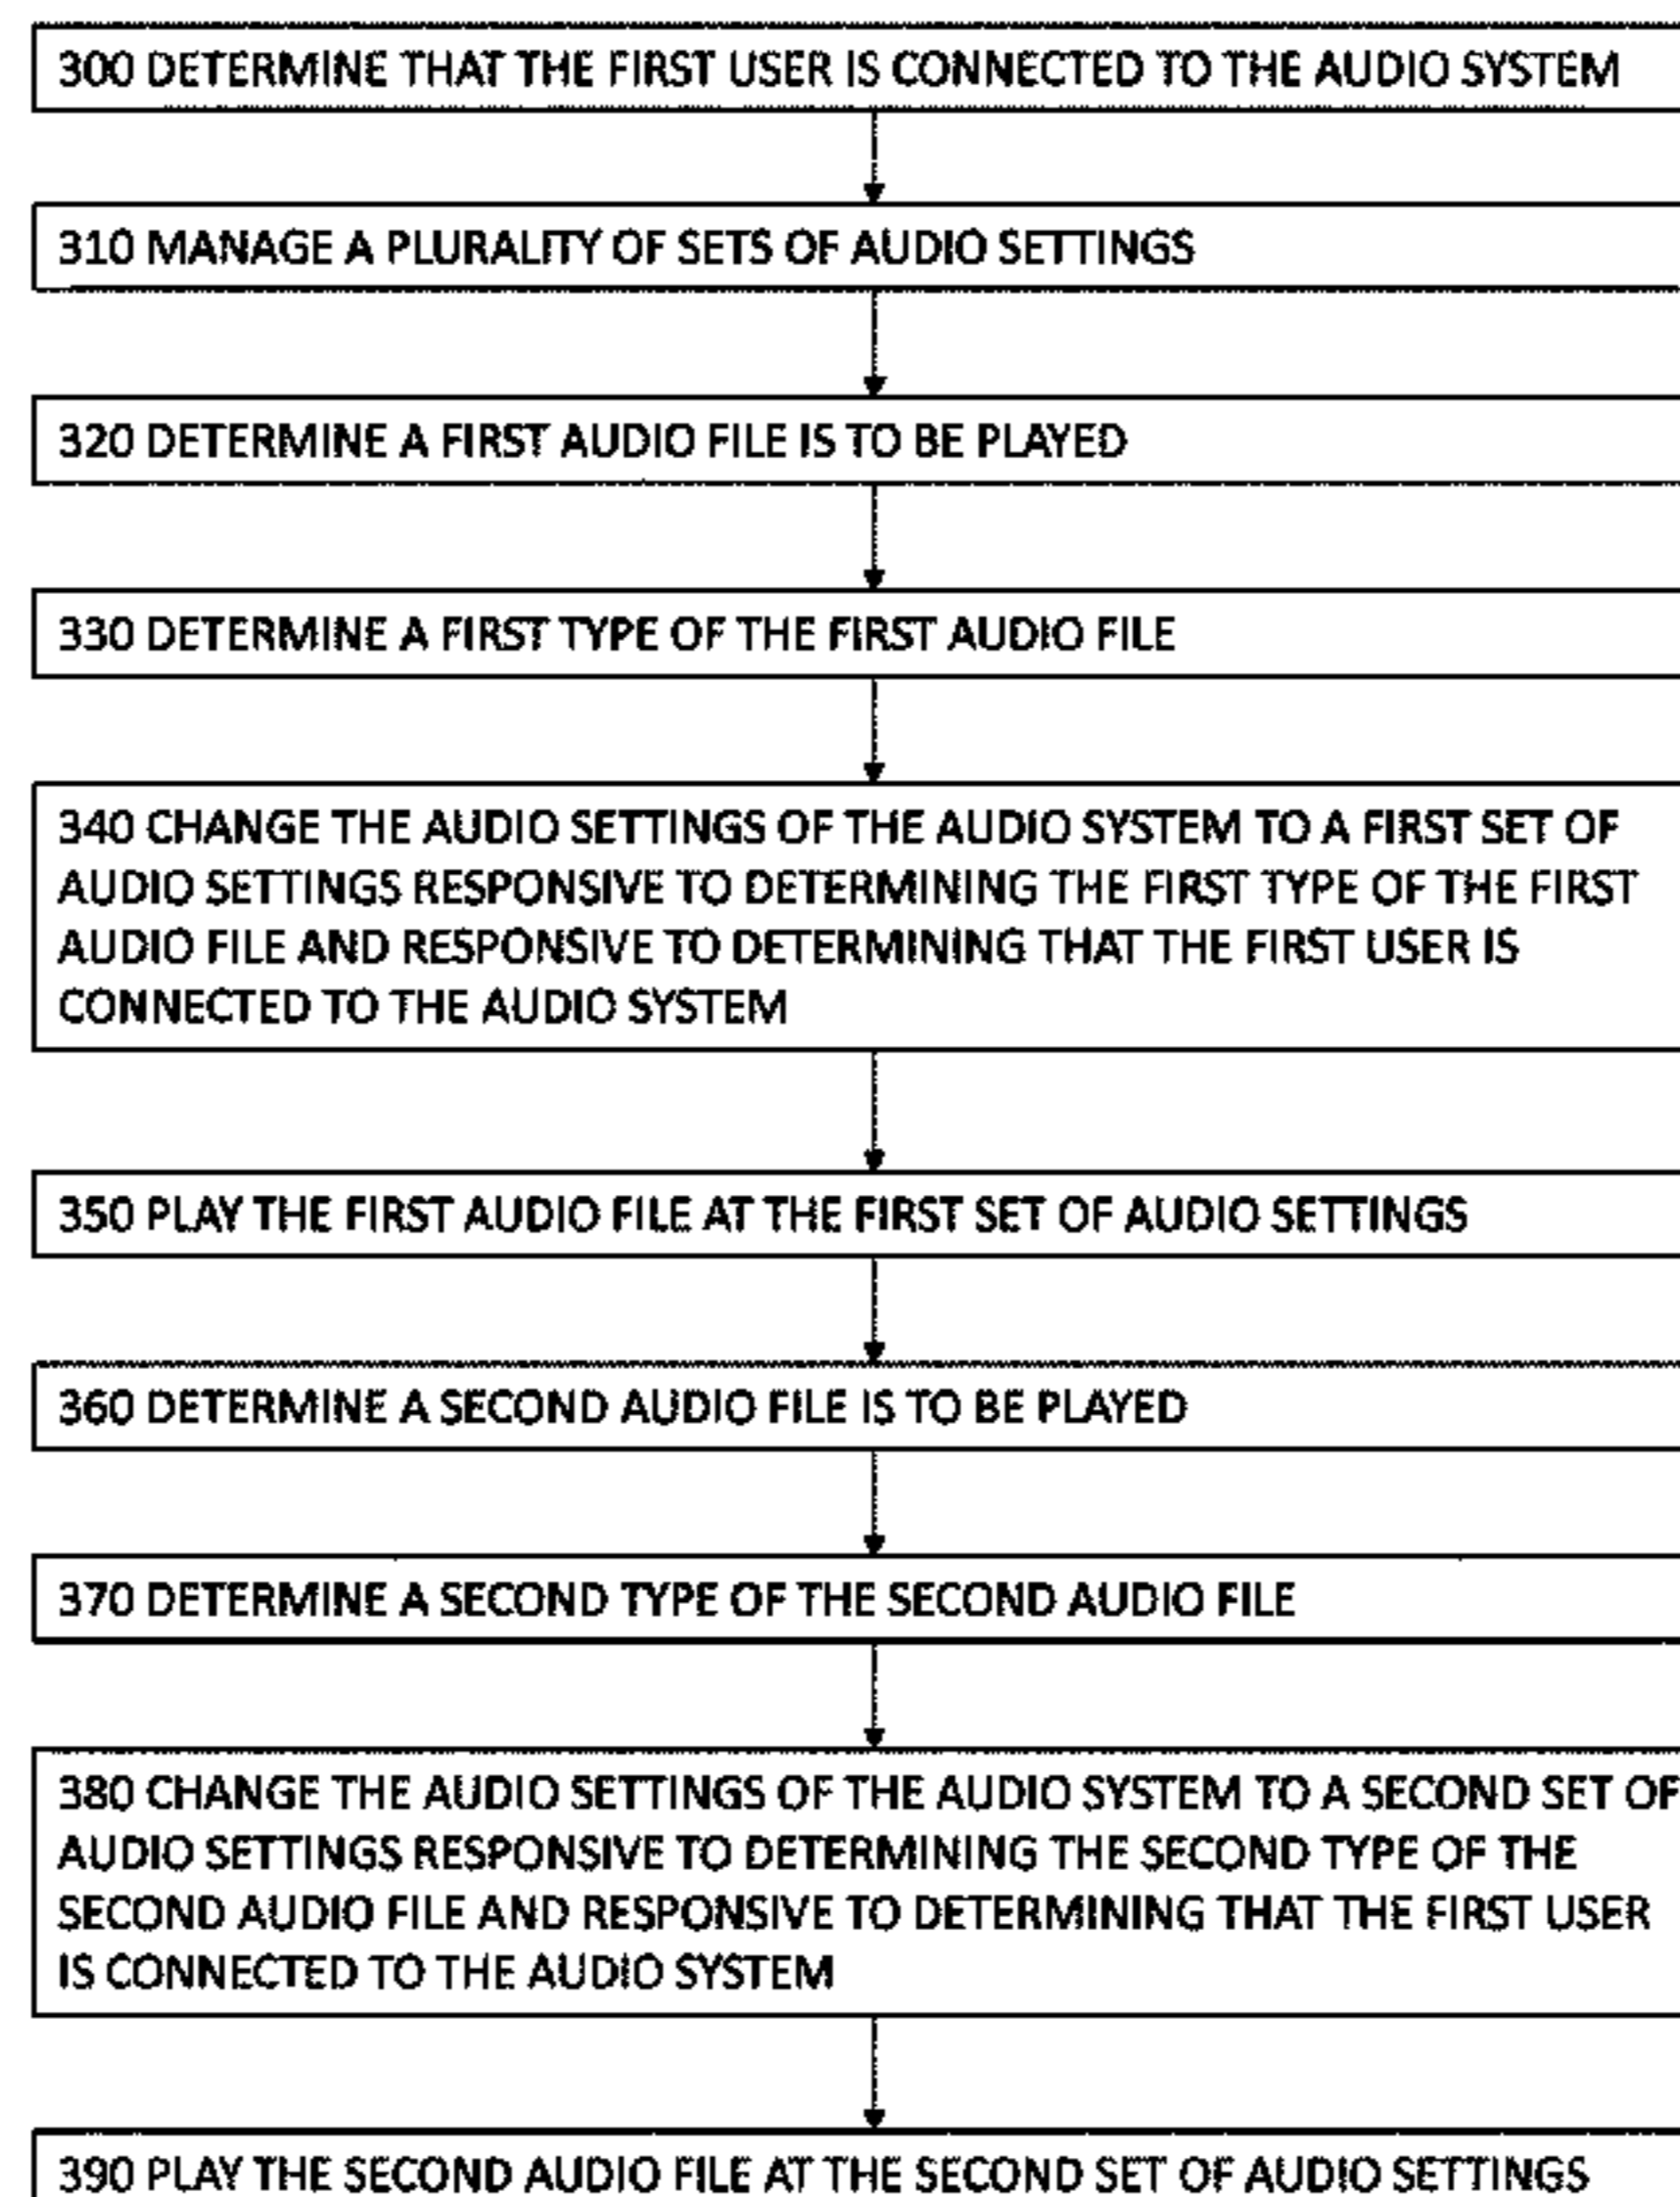 300 DETERMINE THAT THE FIRST USER IS CONNECTED TO THE AUDIO SYSTEM
310 MANAGE A PLURALITY OF SETS OF AUDIO SETTINGS
320 DETERMINE A FIRST AUDIO FILE IS TO BE PLAYED
330 DETERMINE A FIRST TYPE OF THE FIRST AUDIO FILE
340 CHANGE THE AUDIO SETTINGS OF THE AUDIO SYSTEM TO A FIRST SET OF
AUDIO SETTINGS RESPONSIVE TO DETERMINING THE FIRST TYPE OF THE FIRST
AUDIO FILE AND RESPONSIVE TO DETERMINING THAT THE FIRST USER IS
CONNECTED TO THE AUDIO SYSTEM
350 PLAY THE FIRST AUDIO FILE AT THE FIRST SET OF AUDIO SETTINGS
360 DETERMINE A SECOND AUDIO FILE IS TO BE PLAYED
370 DETERMINE A SECOND TYPE OF THE SECOND AUDIO FILE
380 CHANGE THE AUDIO SETTINGS OF THE AUDIO SYSTEM TO A SECOND SET OF
AUDIO SETTINGS RESPONSIVE TO DETERMINING THE SECOND TYPE OF THE
SECOND AUDIO FILE AND RESPONSIVE TO DETERMINING THAT THE FIRST USER
IS CONNECTED TO THE AUDIO SYSTEM
390 PLAY THE SECOND AUDIO FILE AT THE SECOND SET OF AUDIO SETTINGS